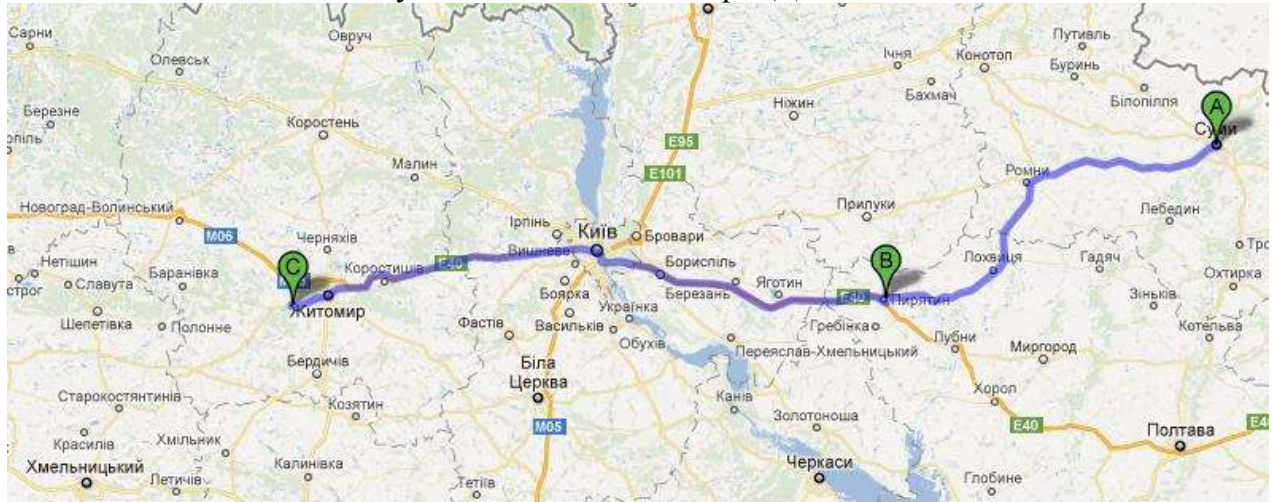 Сарни
Овруч
Олевськ
Ічня
Конотоп
Путивль
Буринь
Бахмач
Білопілля
A
Суми
Березне
Коростень
Ніжин
E95
Малин
E101
Ромни
Новоград-Волинський
M06
Ірпінь
Київ
Бровари
Прилуки
Лебедин
Черняхів
Вишневе
B
Нетішин
Славута
Баранівка
C
Коростишів
E40
Бориспіль
Лохвиця
Гадяч
Охтирка
Боярка
Березань
Яготин
E40
Пирятин
Шепетівка
Полонне
Житомир
Українка
Зіньків
Фастів
Васильків
Обухів
Гребінка
Котельва
Переяслав-Хмельницький
Лубни
Миргород
Бердичів
Біла
Церква
Старокостянтинів
Козятин
Канів
Хорол
Золотоноша
M05
E40
Полтава
Красилів
Хмільник
Хмельницький
Летичів
Калинівка
Тетіїв
Черкаси
Глобине